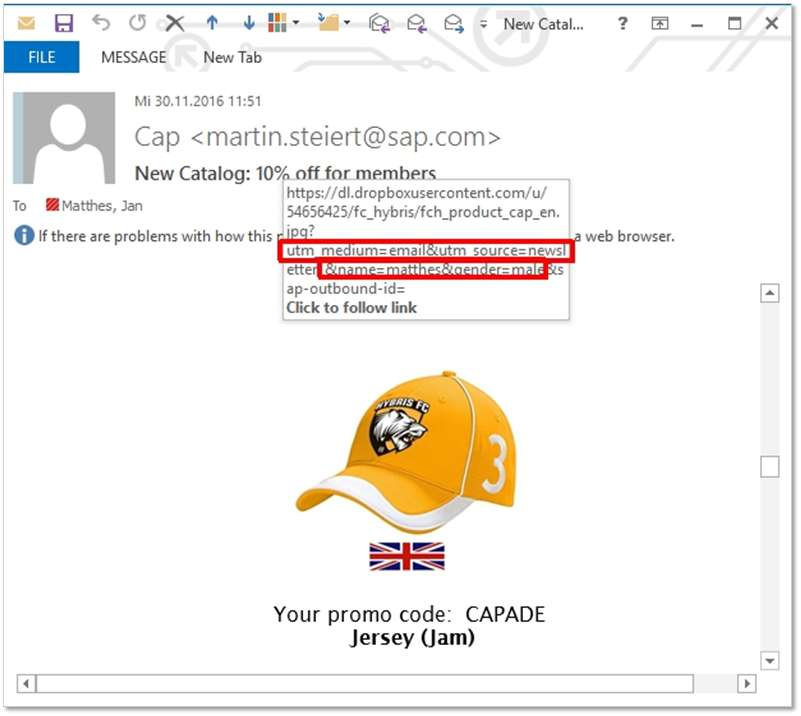 New Catal...
?
FILE
MESSAGE
New Tab
Mi 30.11.2016 11:51
Cap <martin.steiert@sap.com>
New Catalog: 10% off for members
To Matthes, Jan
If there are problems with how this a web browser.
https://dl.dropboxusercontent.com/u/
54656425/fc_hybris/fch_product_cap_en.
jpg?
utm_medium=email&utm_source=newsl
etter1&name=matthes&gender=male&s
ap-outbound-id=
Click to follow link
HYBRIS FC
3
Your promo code: CAPADE
Jersey (Jam)